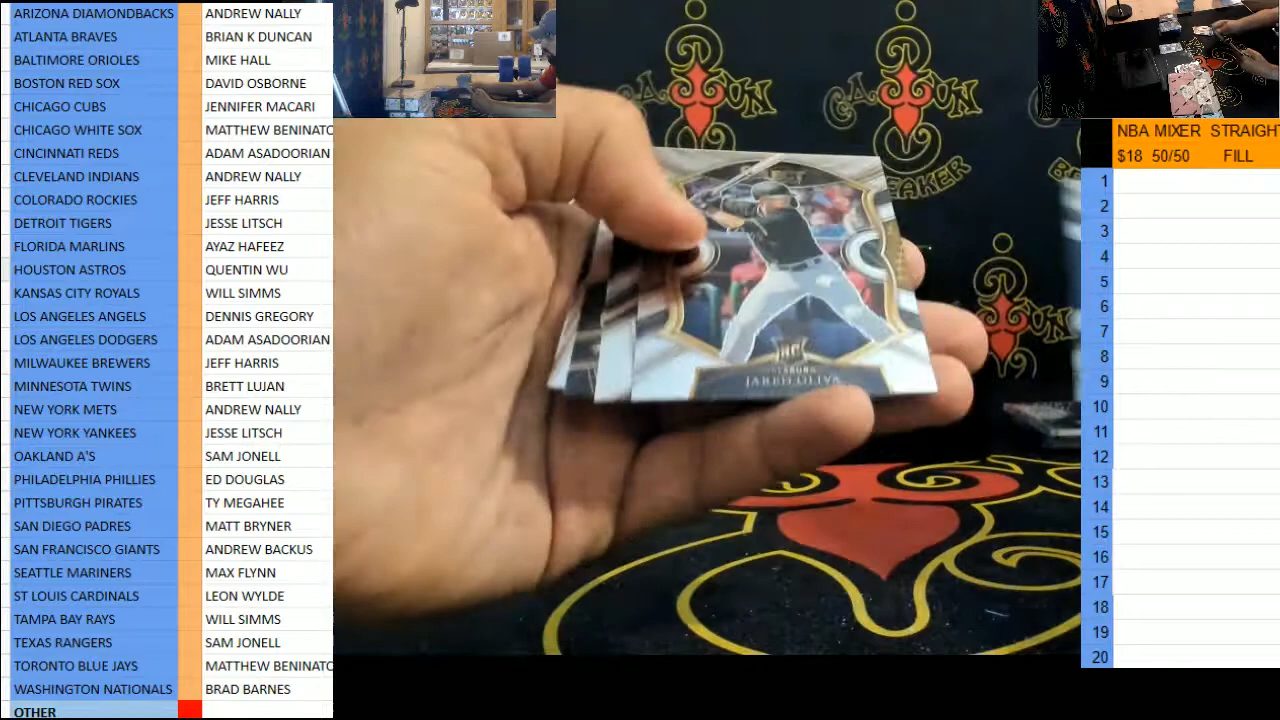 ARIZONA DIAMONDBACKS ANDREW NALLY
ATLANTA BRAVES BRIAN K DUNCAN
BALTIMORE ORIOLES MIKE HALL
BOSTON RED SOX DAVID OSBORNE
CHICAGO CUBS JENNIFER MACARI
CHICAGO WHITE SOX MATTHEW BENINATO
CINCINNATI REDS ADAM ASADOORIAN
CLEVELAND INDIANS ANDREW NALLY
COLORADO ROCKIES JEFF HARRIS
DETROIT TIGERS JESSE LITSCH
FLORIDA MARLINS AYAZ HAFEEZ
HOUSTON ASTROS QUENTIN WU
KANSAS CITY ROYALS WILL SIMMS
LOS ANGELES ANGELS DENNIS GREGORY
LOS ANGELES DODGERS ADAM ASADOORIAN
MILWAUKEE BREWERS JEFF HARRIS
MINNESOTA TWINS BRETT LUJAN
NEW YORK METS ANDREW NALLY
NEW YORK YANKEES JESSE LITSCH
OAKLAND A'S SAM JONELL
PHILADELPHIA PHILLIES ED DOUGLAS
PITTSBURGH PIRATES TY MEGAHEE
SAN DIEGO PADRES MATT BRYNER
SAN FRANCISCO GIANTS ANDREW BACKUS
SEATTLE MARINERS MAX FLYNN
ST LOUIS CARDINALS LEON WYLDE
TAMPA BAY RAYS WILL SIMMS
TEXAS RANGERS SAM JONELL
TORONTO BLUE JAYS MATTHEW BENINATO
WASHINGTON NATIONALS BRAD BARNES
OTHER
JARED OLIVA
NBA MIXER STRAIGHT
$18 50/50 FILL
1
2
3
4
5
6
7
8
9
10
11
12
13
14
15
16
17
18
19
20